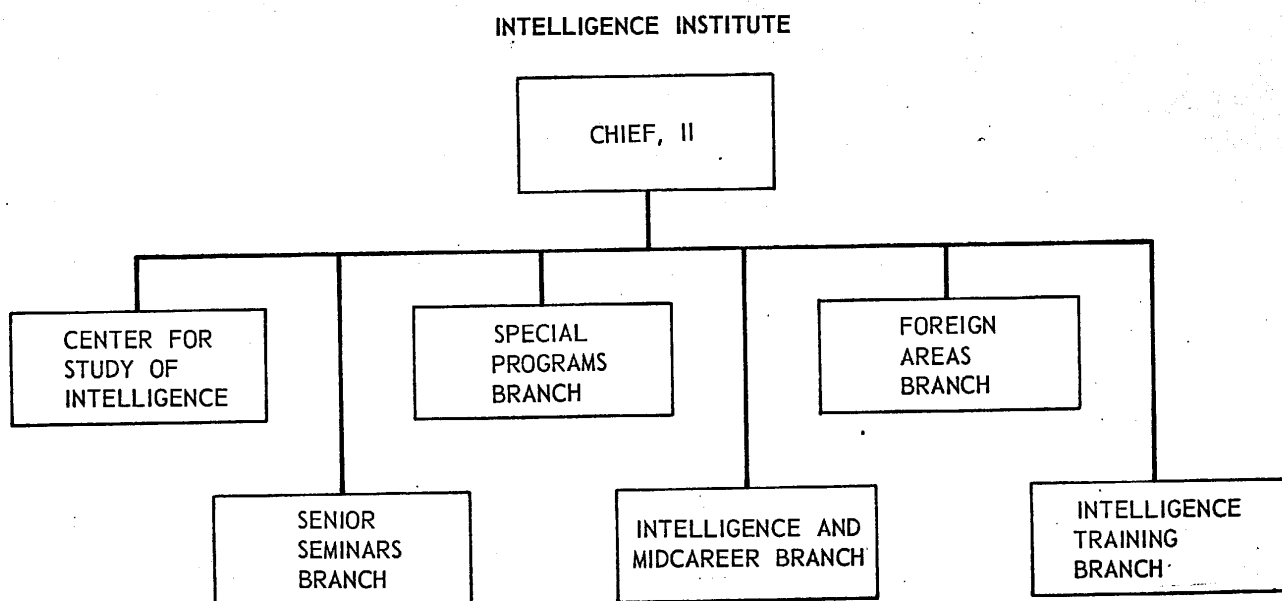 INTELLIGENCE INSTITUTE
CHIEF, II
CENTER FOR
STUDY OF
INTELLIGENCE
SPECIAL
PROGRAMS
BRANCH
FOREIGN
AREAS
BRANCH
SENIOR
SEMINARS
BRANCH
INTELLIGENCE AND
MIDCAREER BRANCH
INTELLIGENCE
TRAINING
BRANCH